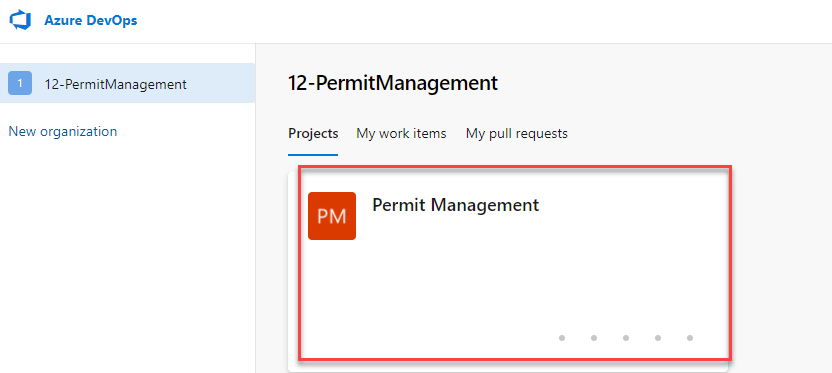 Azure DevOps
1
12-PermitManagement
New organization
12-PermitManagement
Projects
My work items
My pull requests
PM
Permit Management